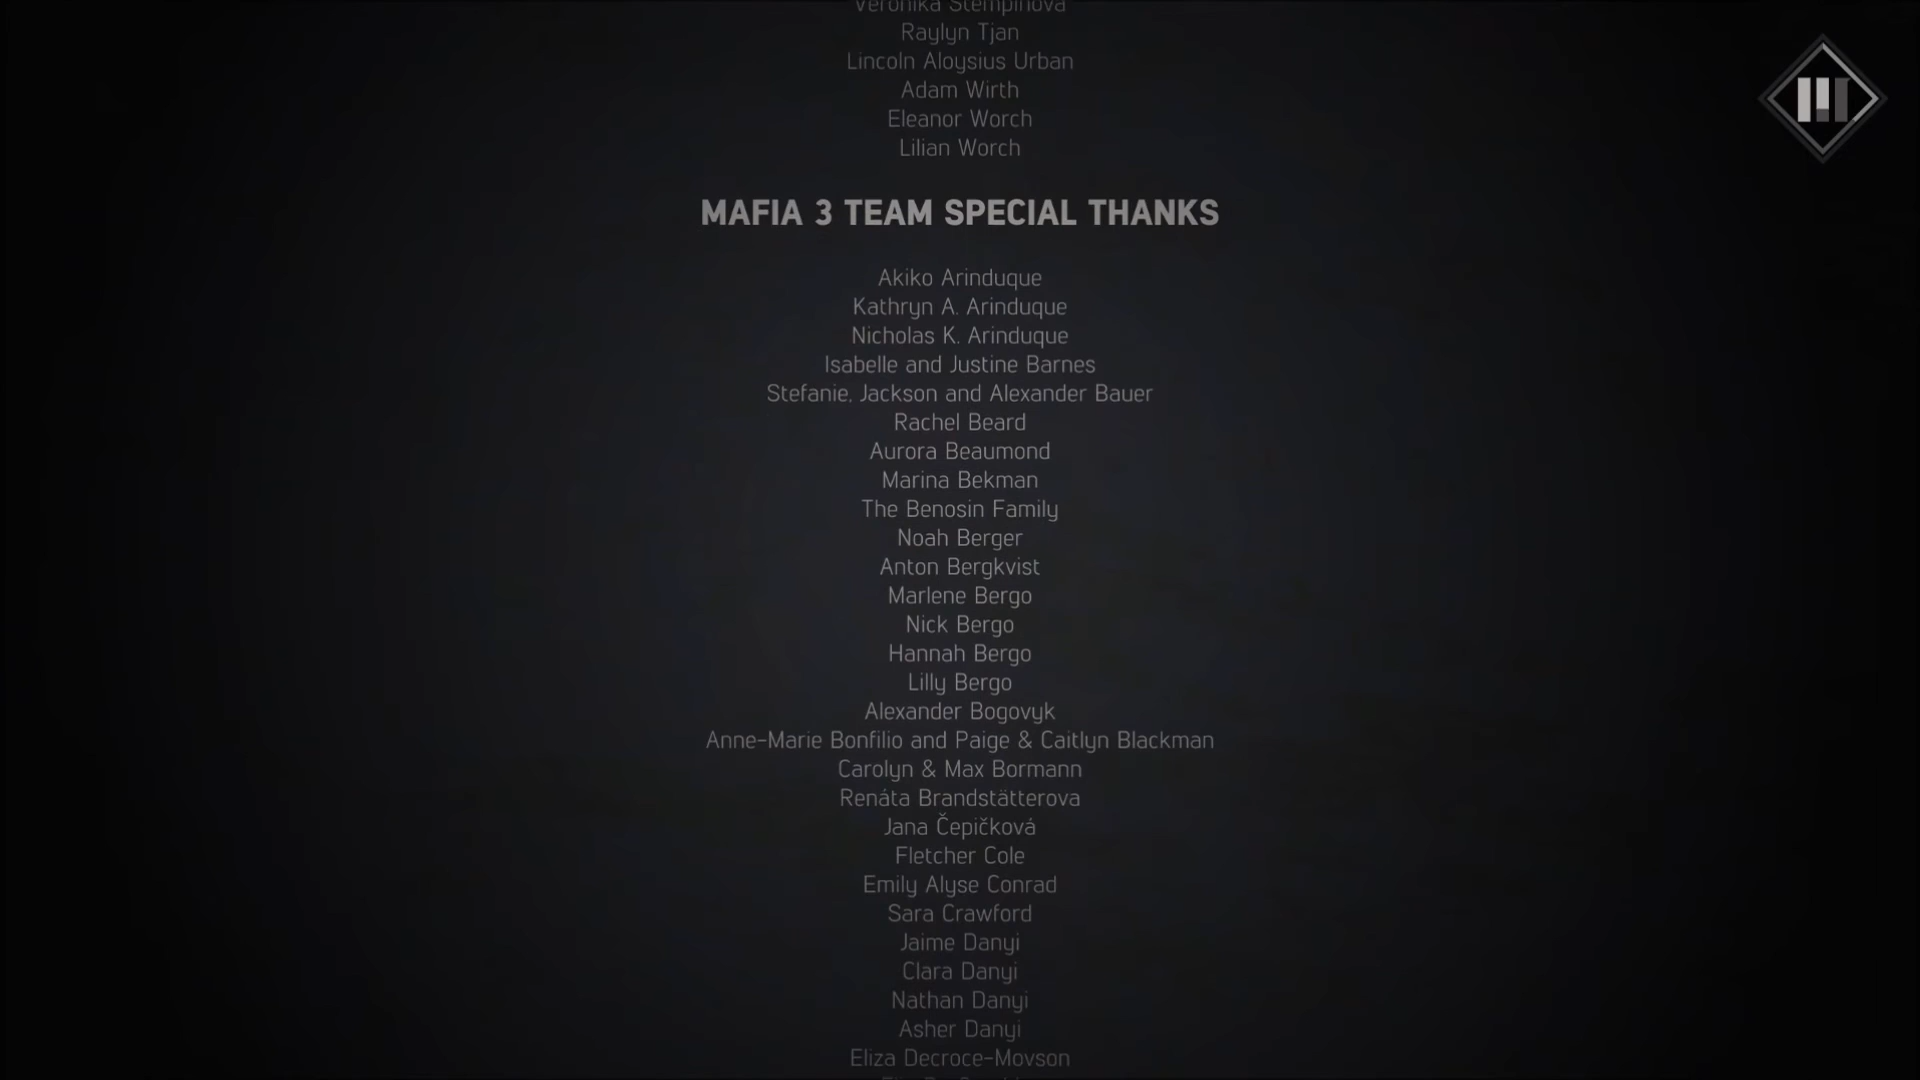 Veronika Štempinová
Raylyn Tjan
Lincoln Aloysius Urban
Adam Wirth
Eleanor Worch
Lilian Worch
MAFIA 3 TEAM SPECIAL THANKS
Akiko Arinduque
Kathryn A. Arinduque
Nicholas K. Arinduque
Isabelle and Justine Barnes
Stefanie, Jackson and Alexander Bauer
Rachel Beard
Aurora Beaumond
Marina Bekman
The Benosin Family
Noah Berger
Anton Bergkvist
Marlene Bergo
Nick Bergo
Hannah Bergo
Lilly Bergo
Alexander Bogovyk
Anne-Marie Bonfilio and Paige & Caitlyn Blackman
Carolyn & Max Bormann
Renáta Brandstätterova
Jana Čepičková
Fletcher Cole
Emily Alyse Conrad
Sara Crawford
Jaime Danyi
Clara Danyi
Nathan Danyi
Asher Danyi
Eliza Decroce-Movson